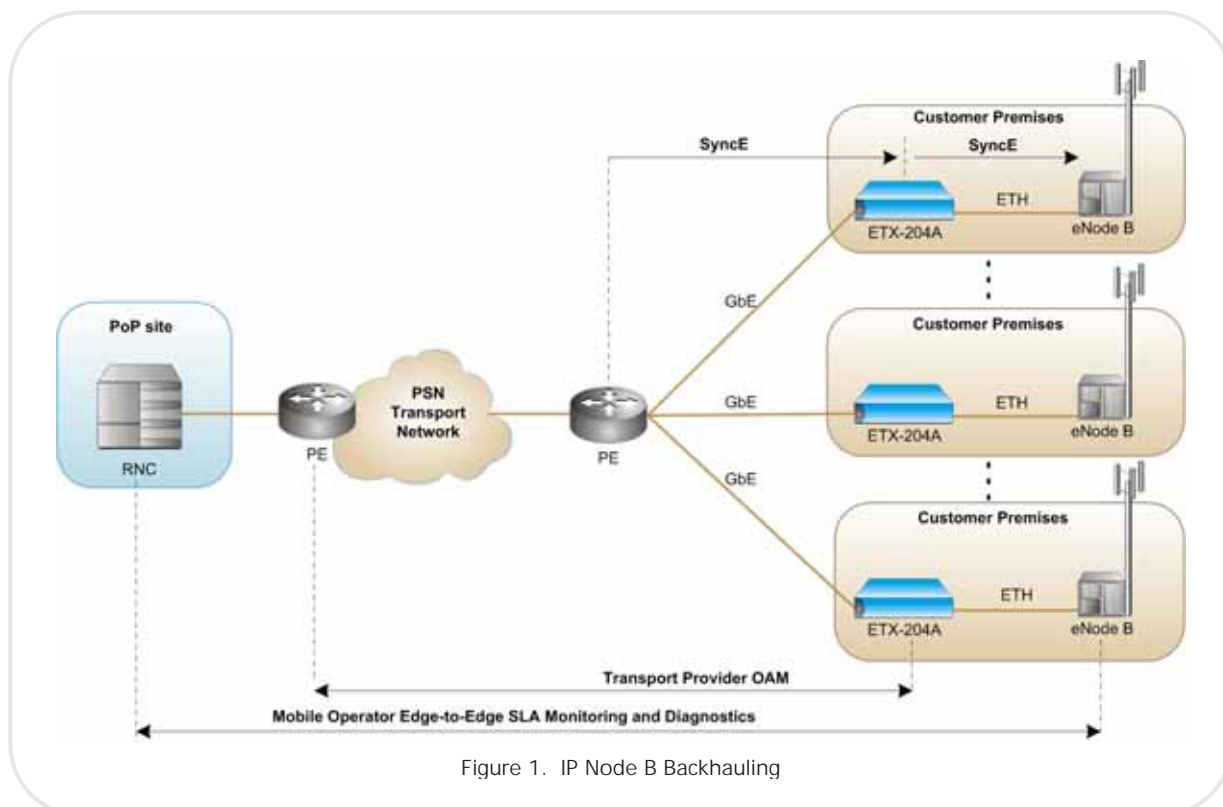 Customer Premises
SyncE
SyncE
ETH
ETX-204A
eNode B
GbE
PoP site
RNC
PE
PSN
Transport
Network
PE
GbE
Customer Premises
ETH
ETX-204A
eNode B
GbE
Customer Premises
ETH
ETX-204A
eNode B
Transport Provider OAM
Mobile Operator Edge-to-Edge SLA Monitoring and Diagnostics
Figure 1. IP Node B Backhauling